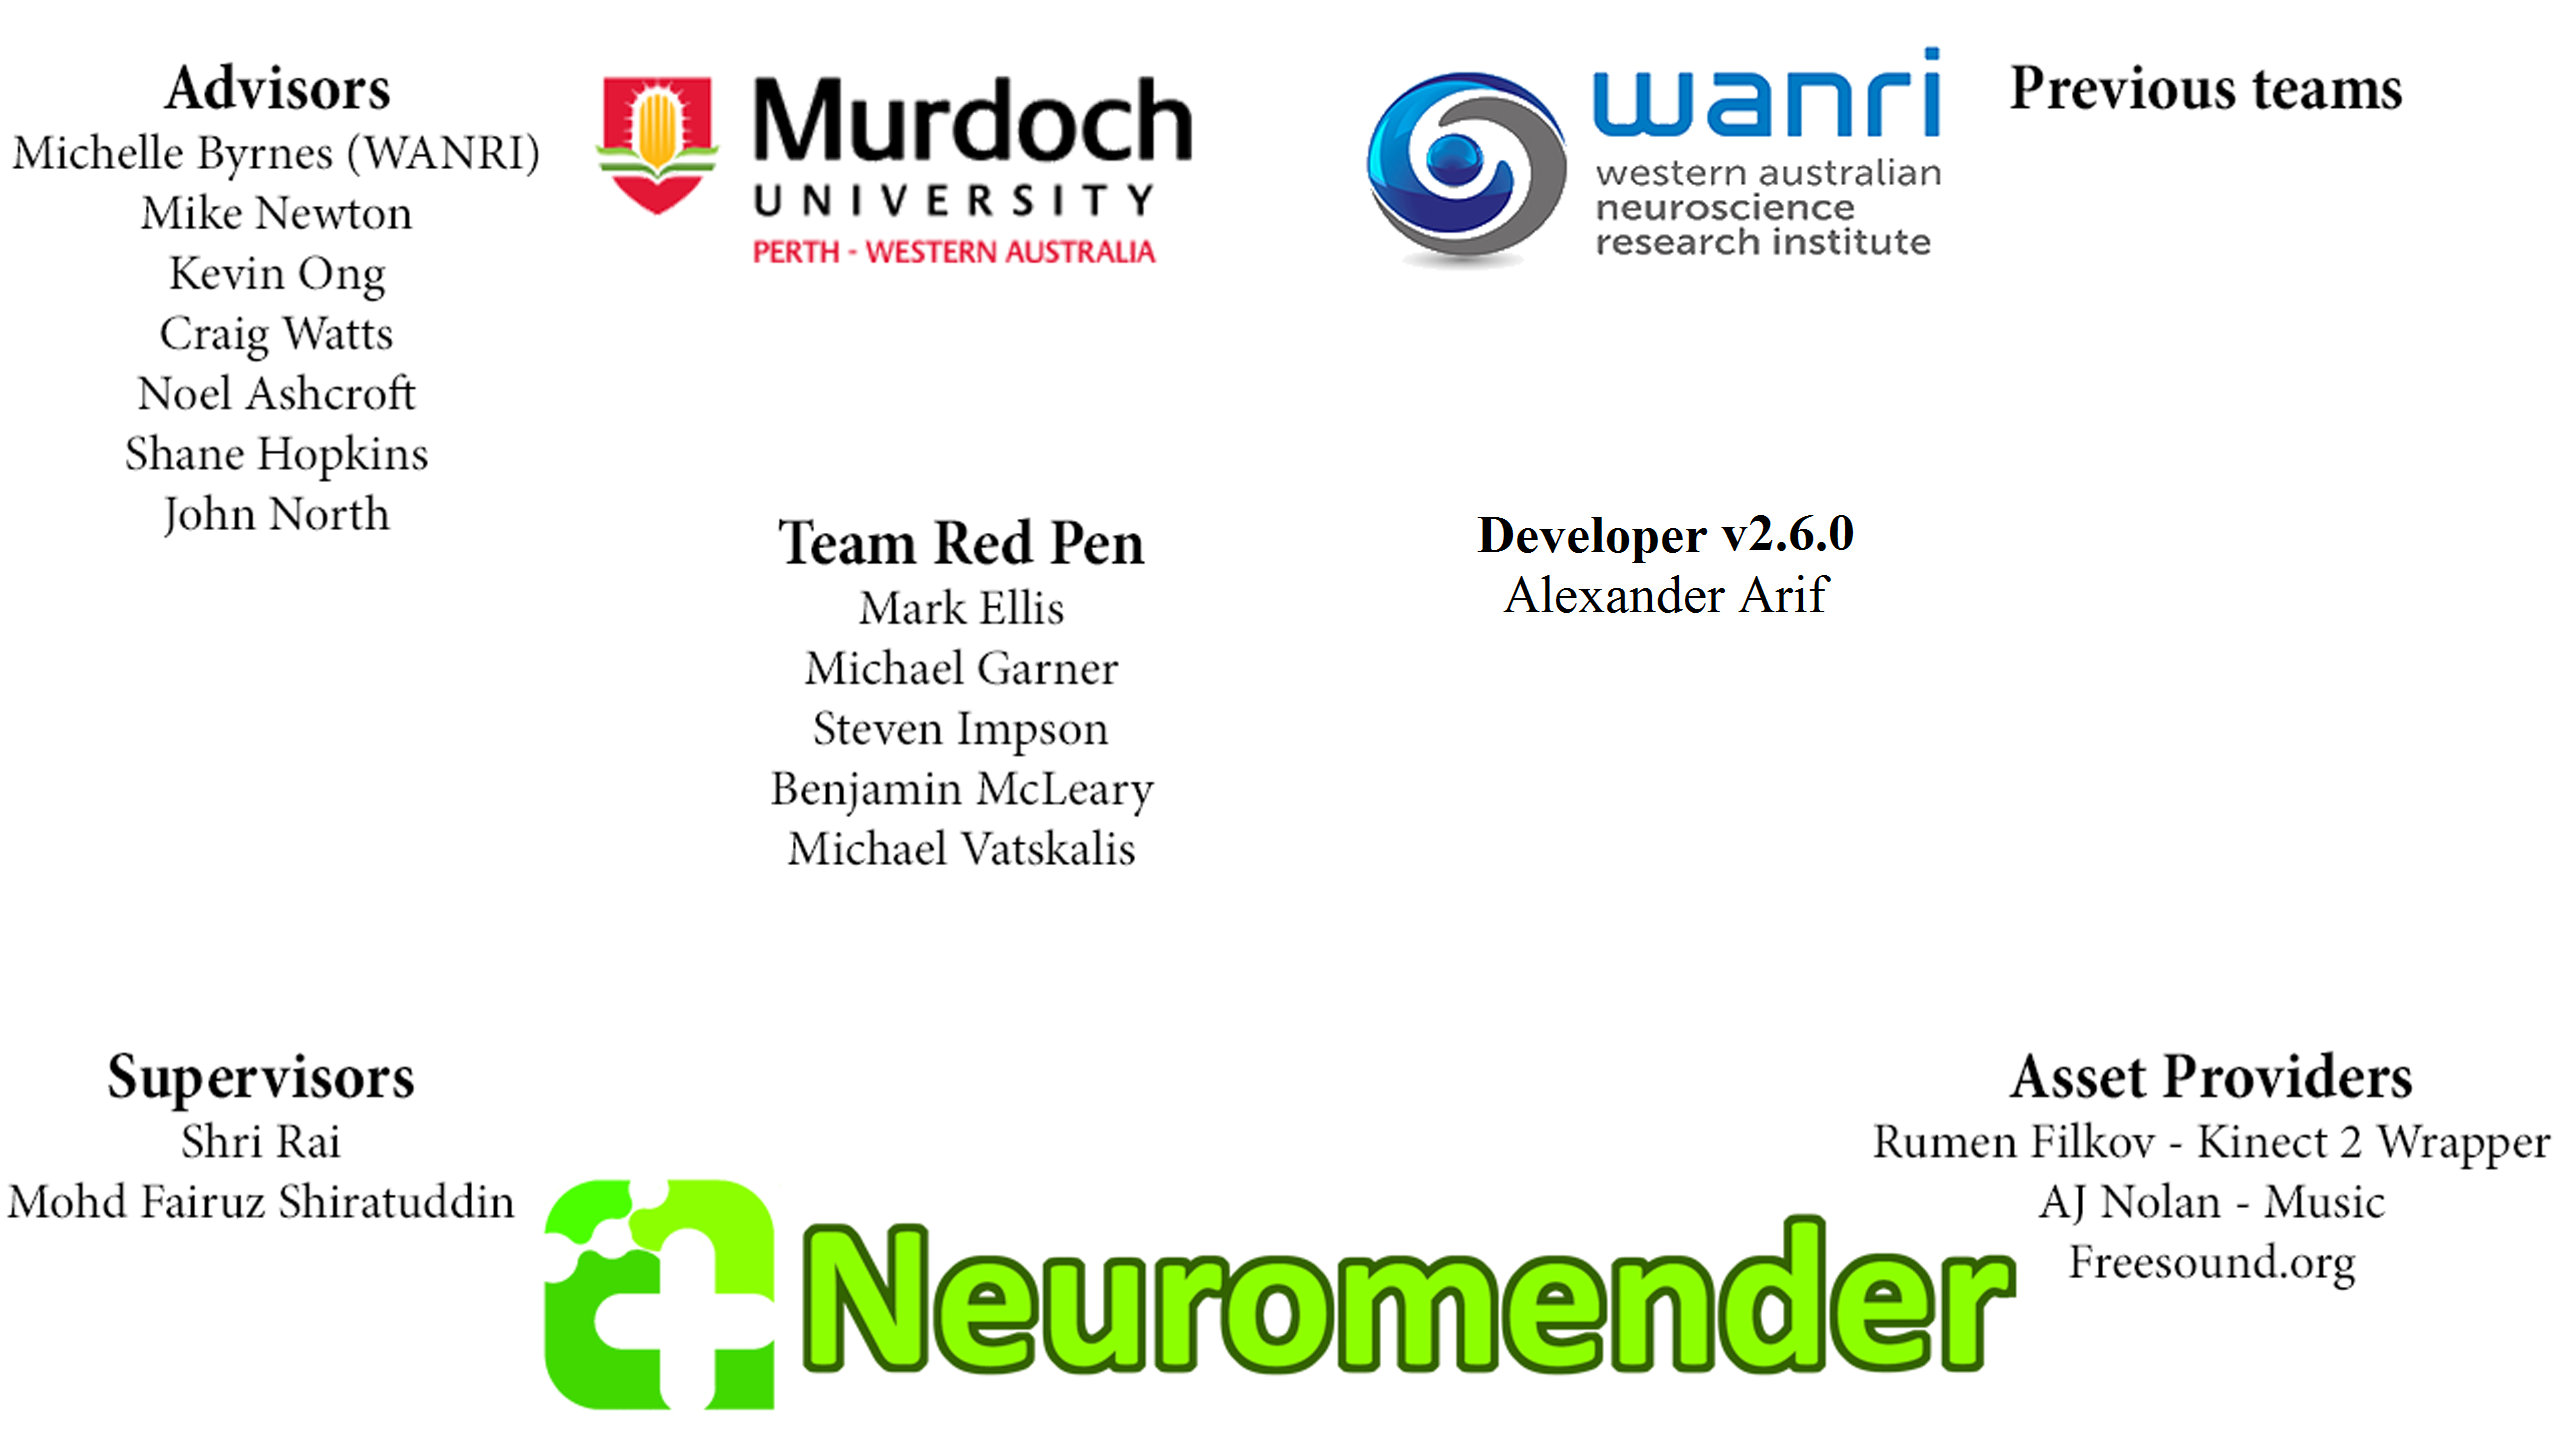 Advisors
Michelle Byrnes (WANRI)
Mike Newton
Kevin Ong
Craig Watts
Noel Ashcroft
Shane Hopkins
John North
Murdoch
UNIVERSITY
PERTH - WESTERN AUSTRALIA
wanri
western australian
neuroscience
research institute
Previous teams
Team Red Pen
Mark Ellis
Michael Garner
Steven Impson
Benjamin McLeary
Michael Vatskalis
Developer v2.6.0
Alexander Arif
Supervisors
Shri Rai
Mohd Fairuz Shiratuddin
Neuromender
Asset Providers
Rumen Filkov - Kinect 2 Wrapper
AJ Nolan - Music
Freesound.org